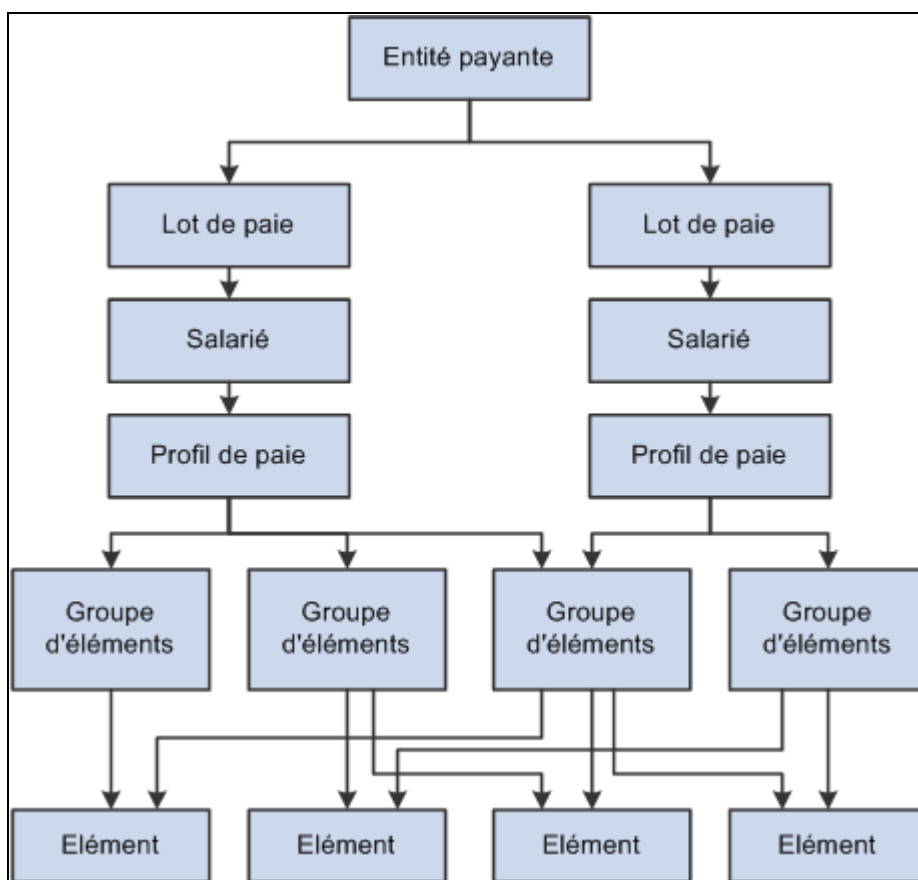 Entité payante
Lot de paie
Lot de paie
Salarié
Salarié
Profil de paie
Profil de paie
Groupe
d'éléments
Groupe
d'éléments
Groupe
d'éléments
Groupe
d'éléments
Elément
Elément
Elément
Elément